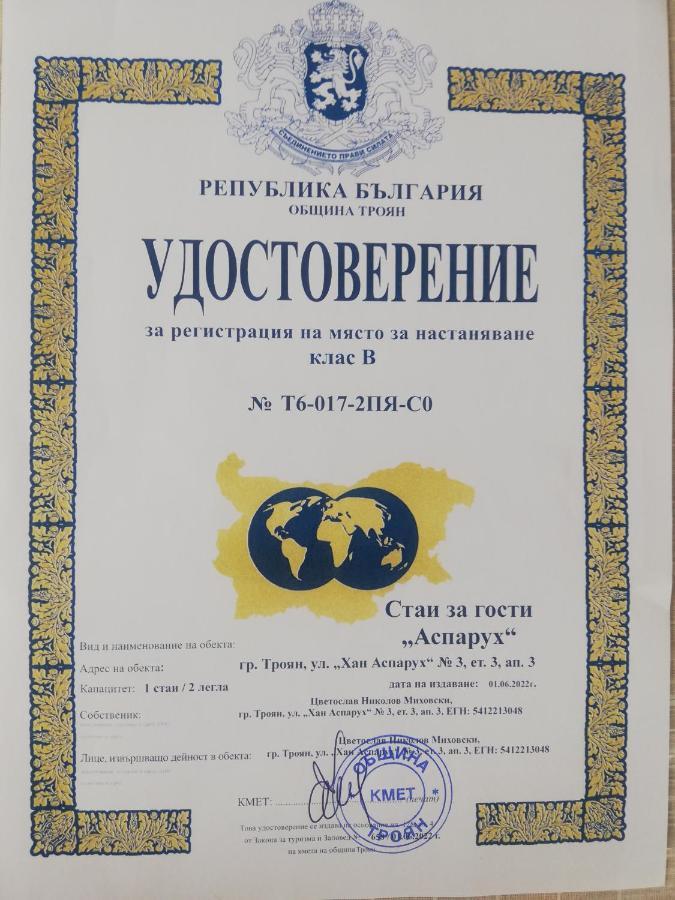 СЪЕДИНЕНИЕТО ПРАВИ СИЛАТА
РЕПУБЛИКА БЪЛГАРИЯ
ОБЩИНА ТРОЯН
УДОСТОВЕРЕНИЕ
за регистрация на място за настаняване
клас В
№ Т6-017-2ПЯ-С0
Стаи за гости
Вид и наименование на обекта: „Аспарух“
Адрес на обекта: гр. Троян, ул. „Хан Аспарух“ № 3, ет. 3, ап. 3
Капацитет: 1 стаи / 2 легла дата на издаване: 01.06.2022г.
Цветослав Николов Миховски,
Собственик: гр. Троян, ул. „Хан Аспарух“ № 3, ет. 3, ап. 3, ЕГН: 5412213048
Цветослав Николов Миховски,
Лице, извършващо дейност в обекта: гр. Троян, ул. „Хан Аспарух“ № 3, ет. 3, ап. 3, ЕГН: 5412213048
ОБЩИНА
КМЕТ: (печат)
КМЕТ *
ТРОЯН
Това удостоверение се издава на основание
от Закона за туризма и Заповед №
на кмета на община Троян